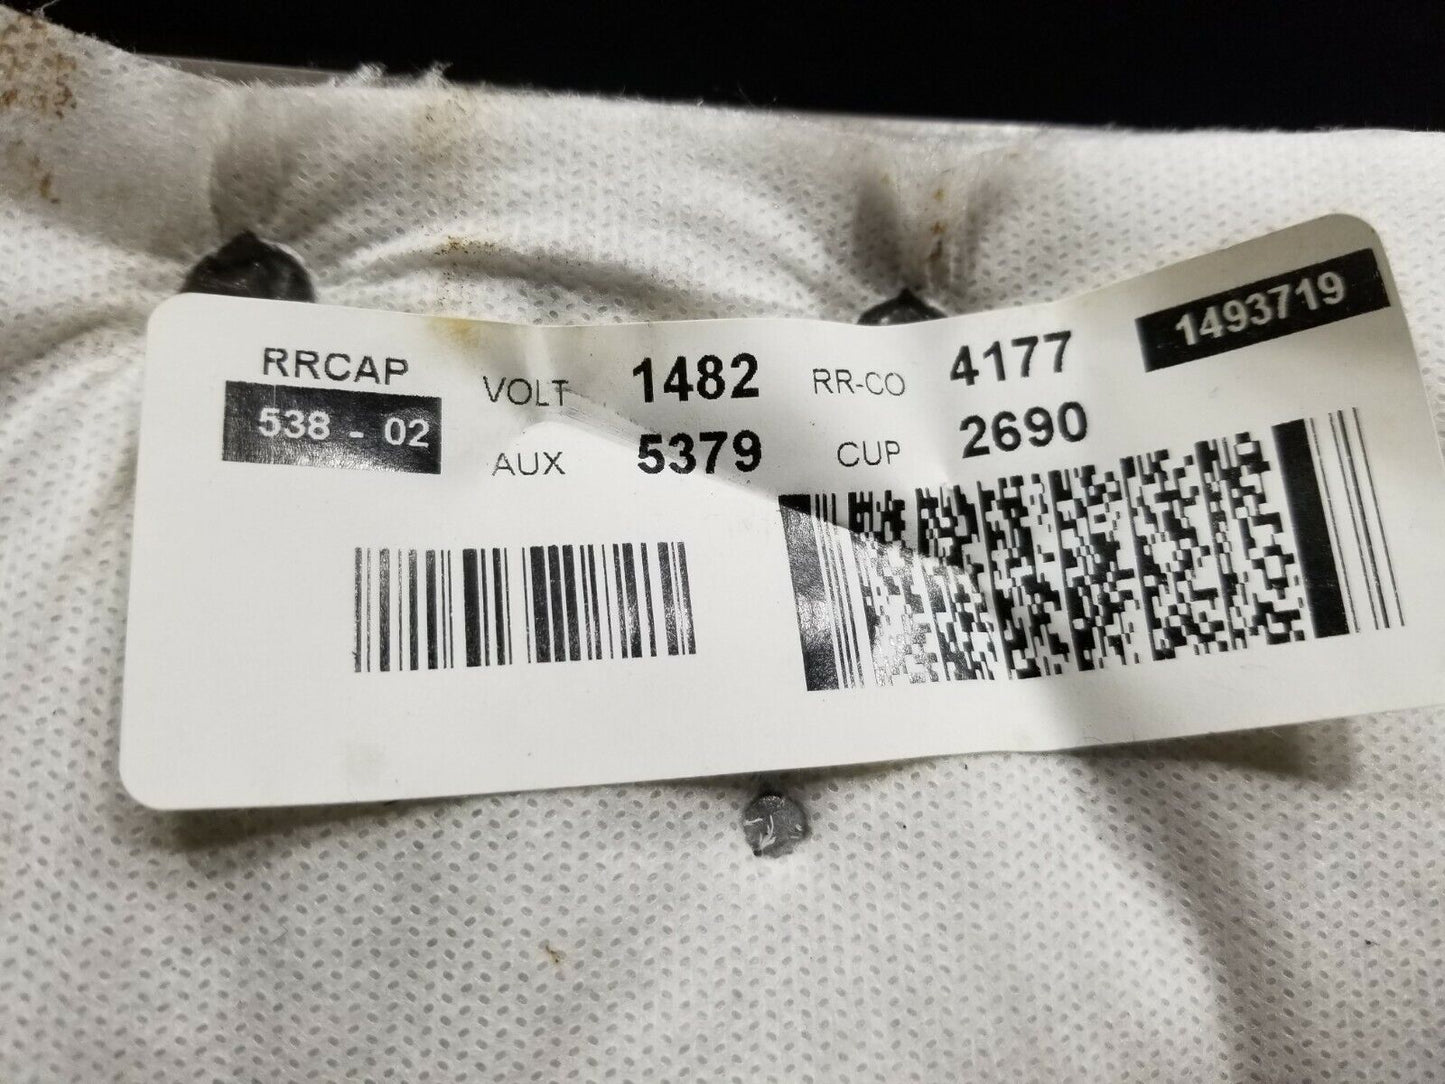 RRCAP VOLT 1482 RR-CO 4177 1493719
538 - 02 AUX 5379 CUP 2690